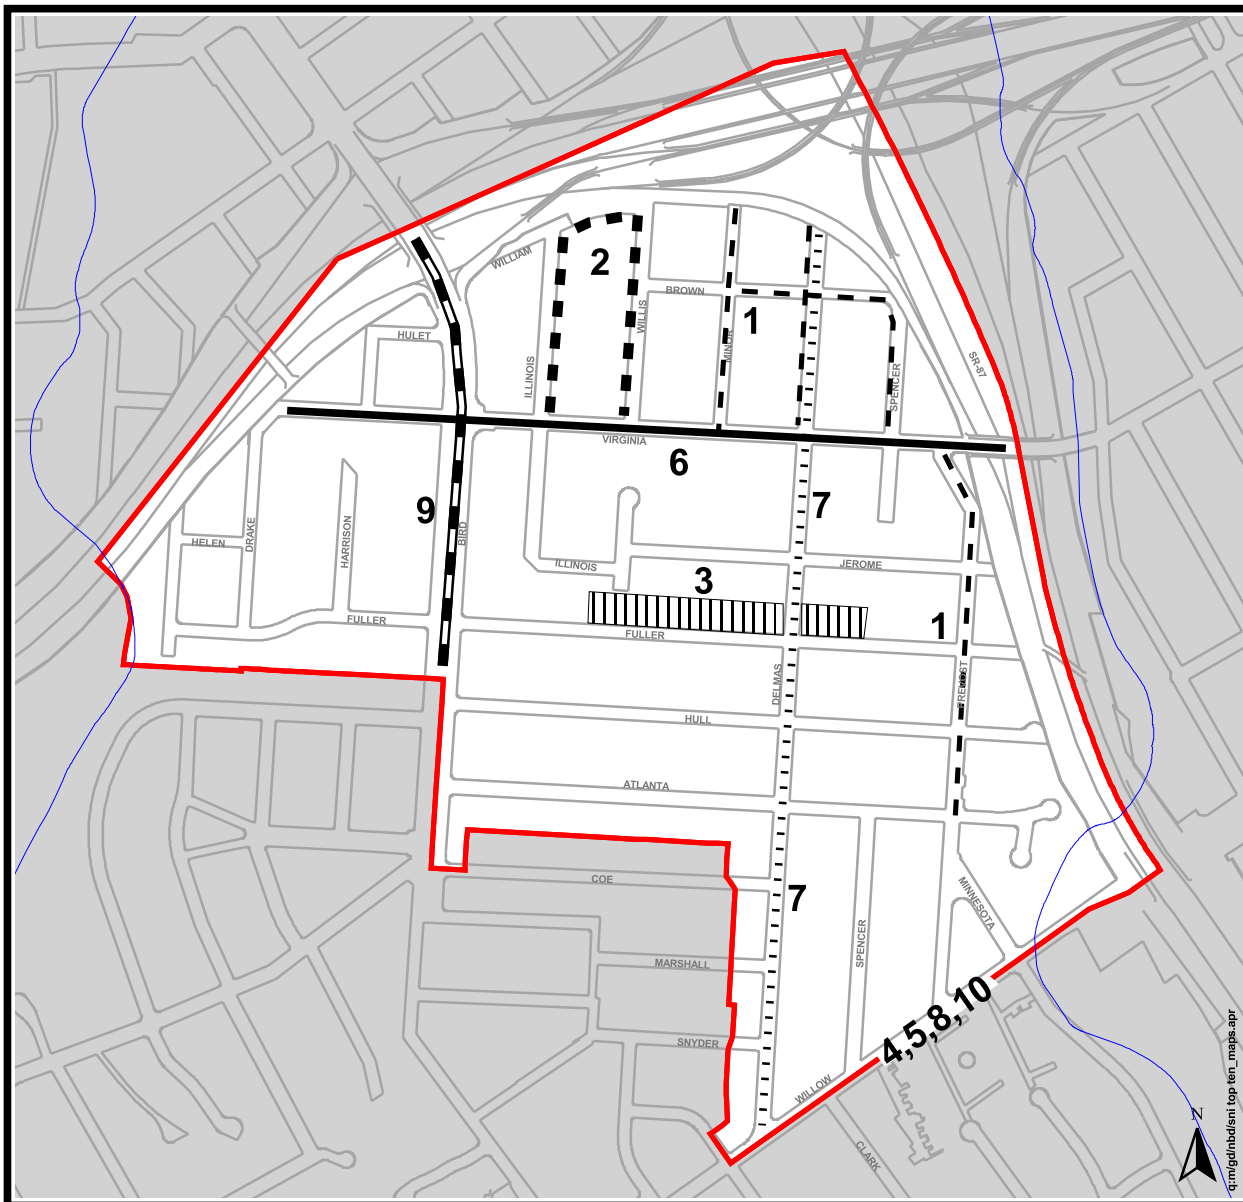 WILLIAM
2
BROWN
WILLIS
MINOR
1
HULET
ILLINOIS
SPENCER
SR-87
VIRGINIA
6
9
7
HELEN
DRAKE
HARRISON
BIRD
ILLINOIS
JEROME
3
FULLER
FULLER
1
DELMAS
HULL
ATLANTA
COE
7
MINNESOTA
SPENCER
MARSHALL
4,5,8,10
SNYDER
WILLOW
CLARK
N
q:m/gd/nbd/sni top ten_maps.apr